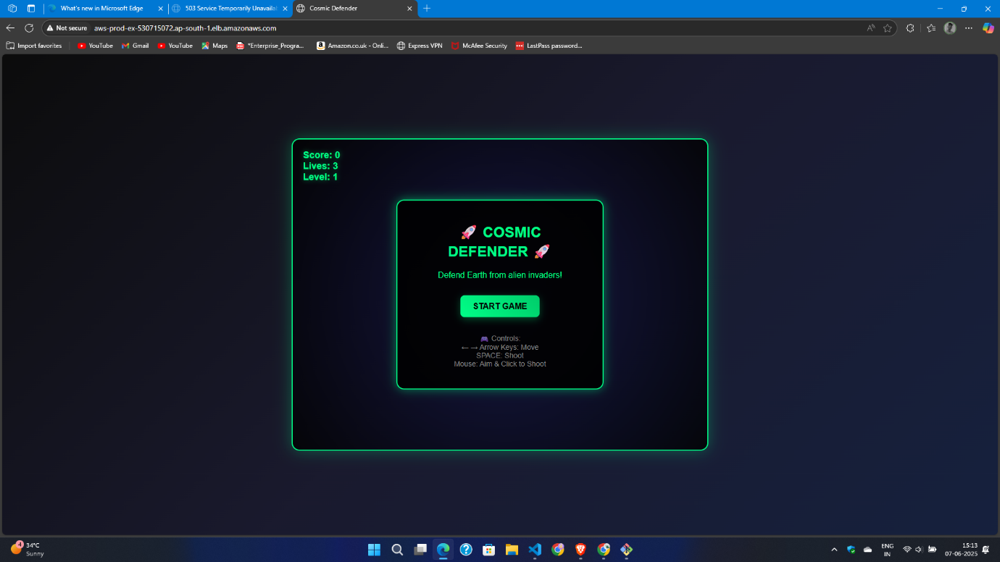 What's new in Microsoft Edge
503 Service Temporarily Unavaila
Cosmic Defender
Not secure
aws-prod-ex-530715072.ap-south-1.elb.amazonaws.com
Import favorites
YouTube
Gmail
YouTube
Maps
*Enterprise_Progra...
Amazon.co.uk - Onli...
Express VPN
McAfee Security
LastPass password...
Score: 0
Lives: 3
Level: 1
🚀 COSMIC
DEFENDER 🚀
Defend Earth from alien invaders!
START GAME
🎮 Controls:
← → Arrow Keys: Move
SPACE: Shoot
Mouse: Aim & Click to Shoot
4
34°C
Sunny
ENG
IN
15:13
07-06-2025